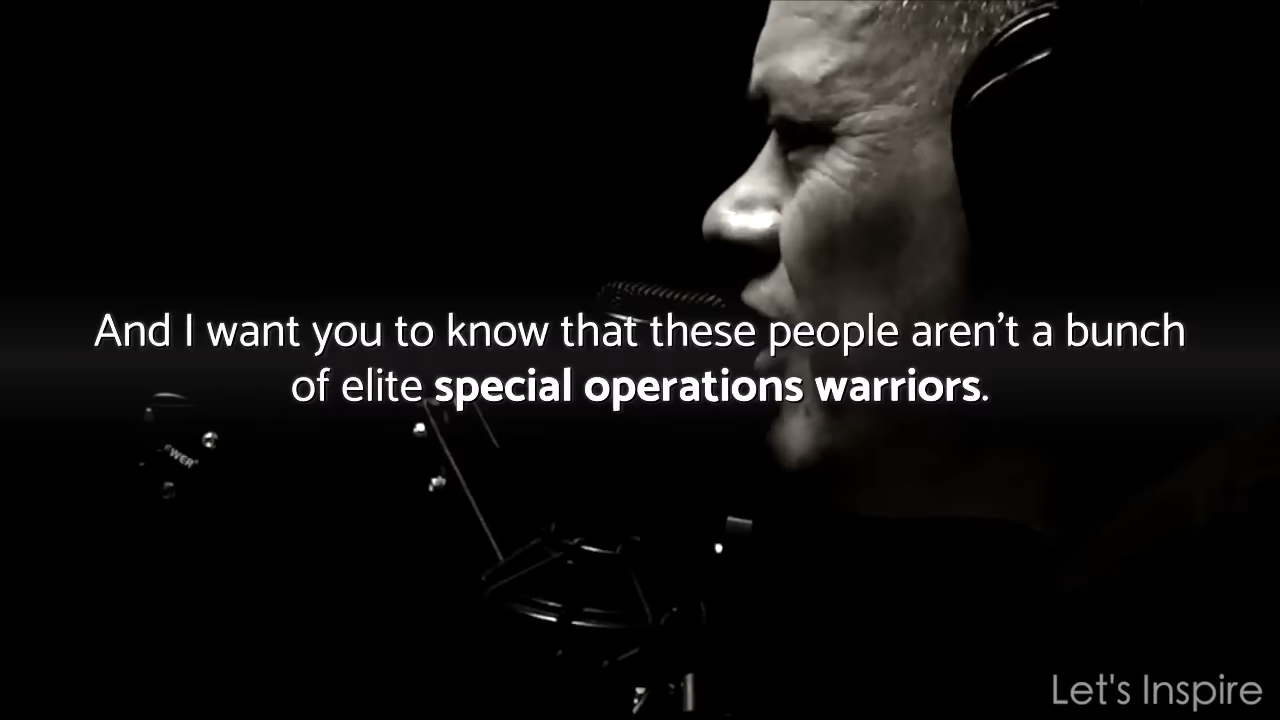 And I want you to know that these people aren’t a bunch
of elite special operations warriors.
Let's Inspire